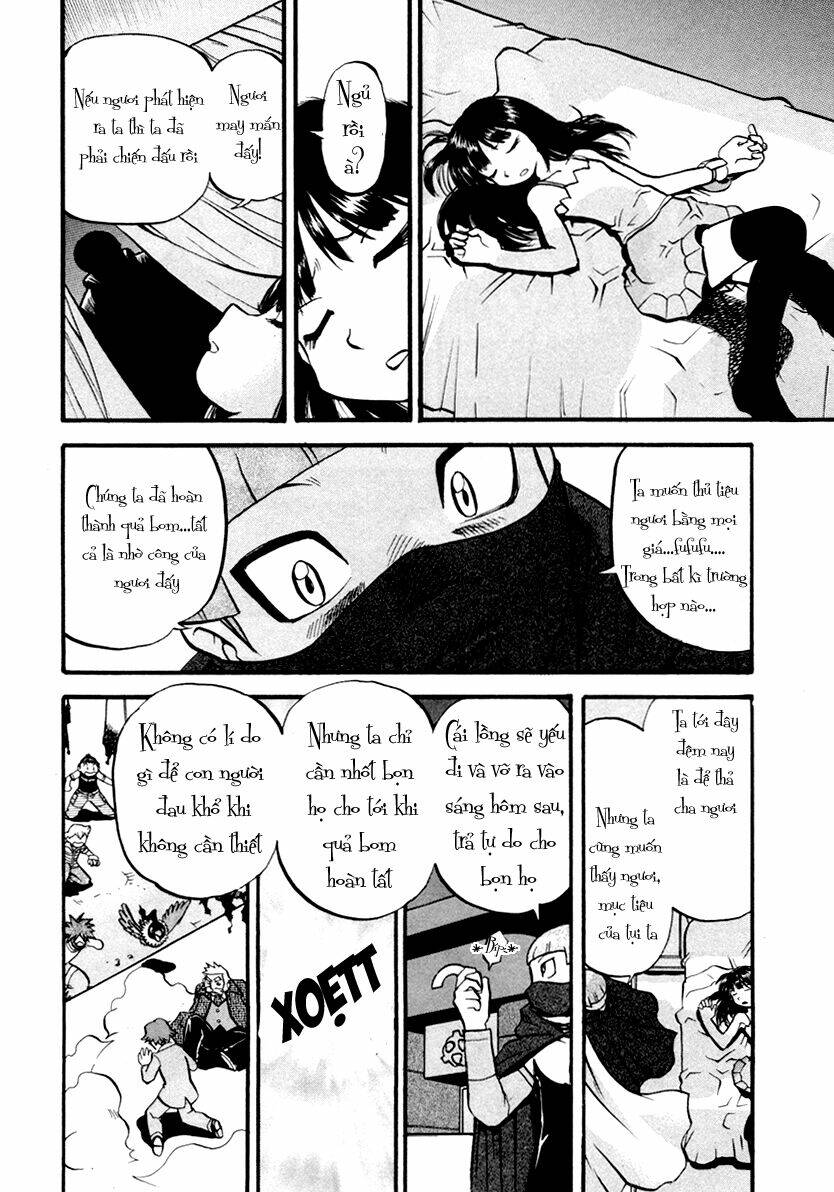 Ngủ
rồi
à?
Ngươi
may mắn
đấy!
Nếu ngươi phát hiện
ra ta thì ta đã
phải chiến đấu rồi
Ta muốn thủ tiêu
ngươi bằng mọi
giá...fufufu....
Trong bất kì trường
hợp nào...
Chúng ta đã hoàn
thành quả bom...tất
cả là nhờ công của
ngươi đấy
Ta tới đây
đêm nay
là để thả
cha ngươi
Nhưng ta
cũng muốn
thấy ngươi,
mục tiêu
của tụi ta
Cái lồng sẽ yếu
đi và vỡ ra vào
sáng hôm sau,
trả tự do cho
bọn họ
*Bíp*
Nhưng ta chỉ
cần nhốt bọn
họ cho tới khi
quả bom
hoàn tất
XOẸTT
Không có lí do
gì để con người
đau khổ khi
không cần thiết